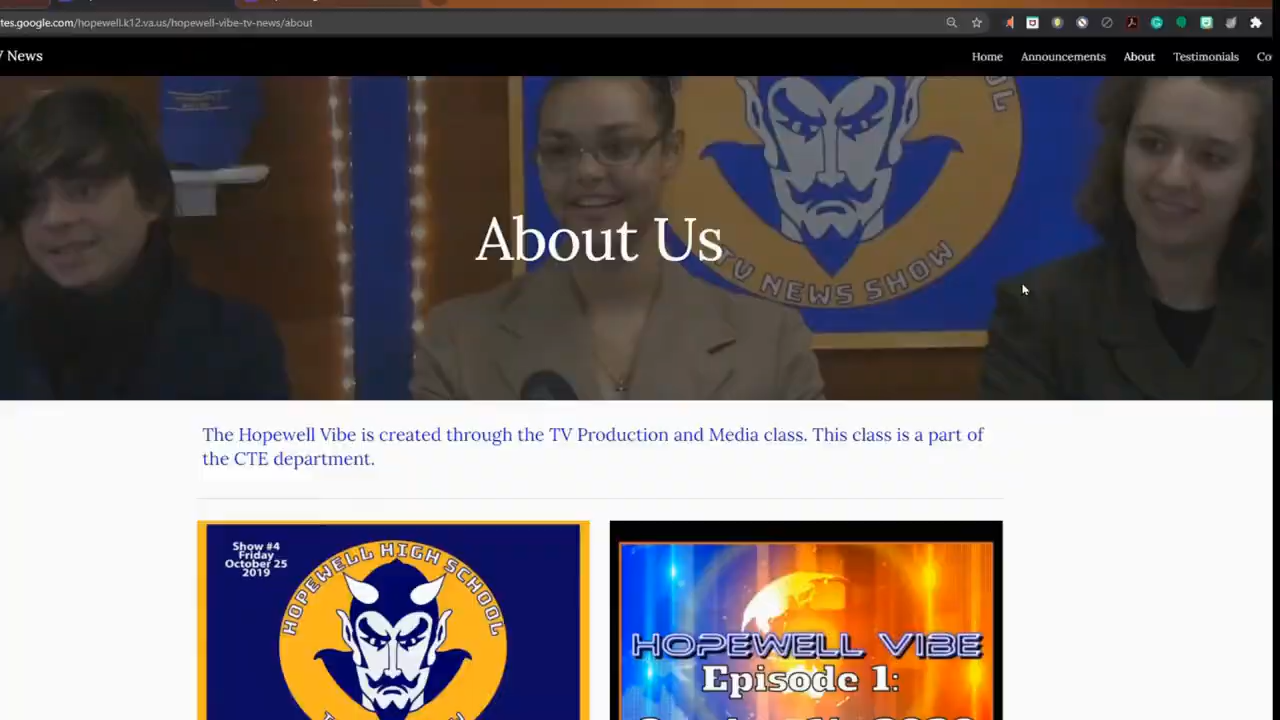 tes.google.com/hopewell.k12.va.us/hopewell-vibe-tv-news/about
V News
Home Announcements About Testimonials Co
OL
TV NEWS SHOW
About Us
The Hopewell Vibe is created through the TV Production and Media class. This class is a part of
the CTE department.
Show #4
Friday
October 25
2019
HOPEWELL HIGH SCHOOL
HOPEWELL VIBE
Episode 1: